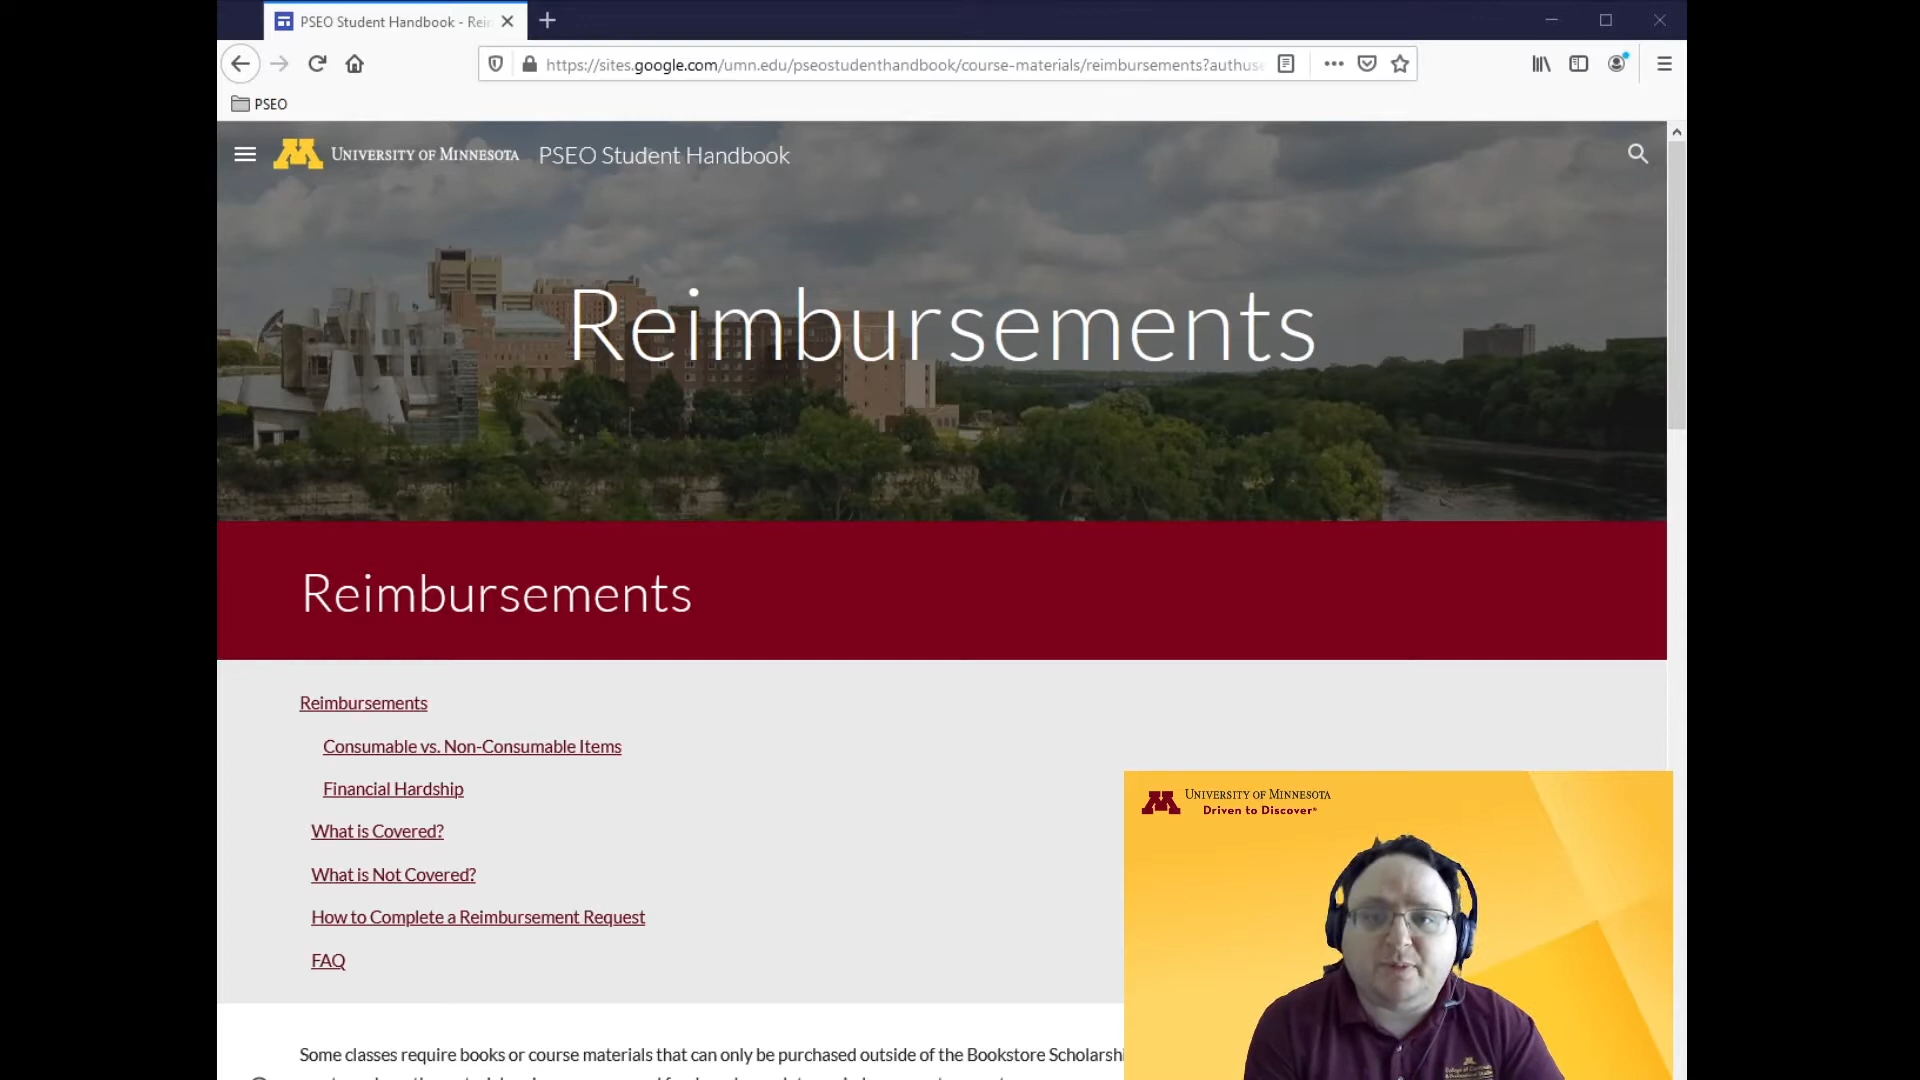 PSEO Student Handbook - Rei
https://sites.google.com/umn.edu/pseostudenthandbook/course-materials/reimbursements?authus
PSEO
UNIVERSITY OF MINNESOTA PSEO Student Handbook
Reimbursements
Reimbursements
Reimbursements
Consumable vs. Non-Consumable Items
Financial Hardship
What is Covered?
What is Not Covered?
How to Complete a Reimbursement Request
FAQ
UNIVERSITY OF MINNESOTA
Driven to Discover®
Some classes require books or course materials that can only be purchased outside of the Bookstore Scholarshi